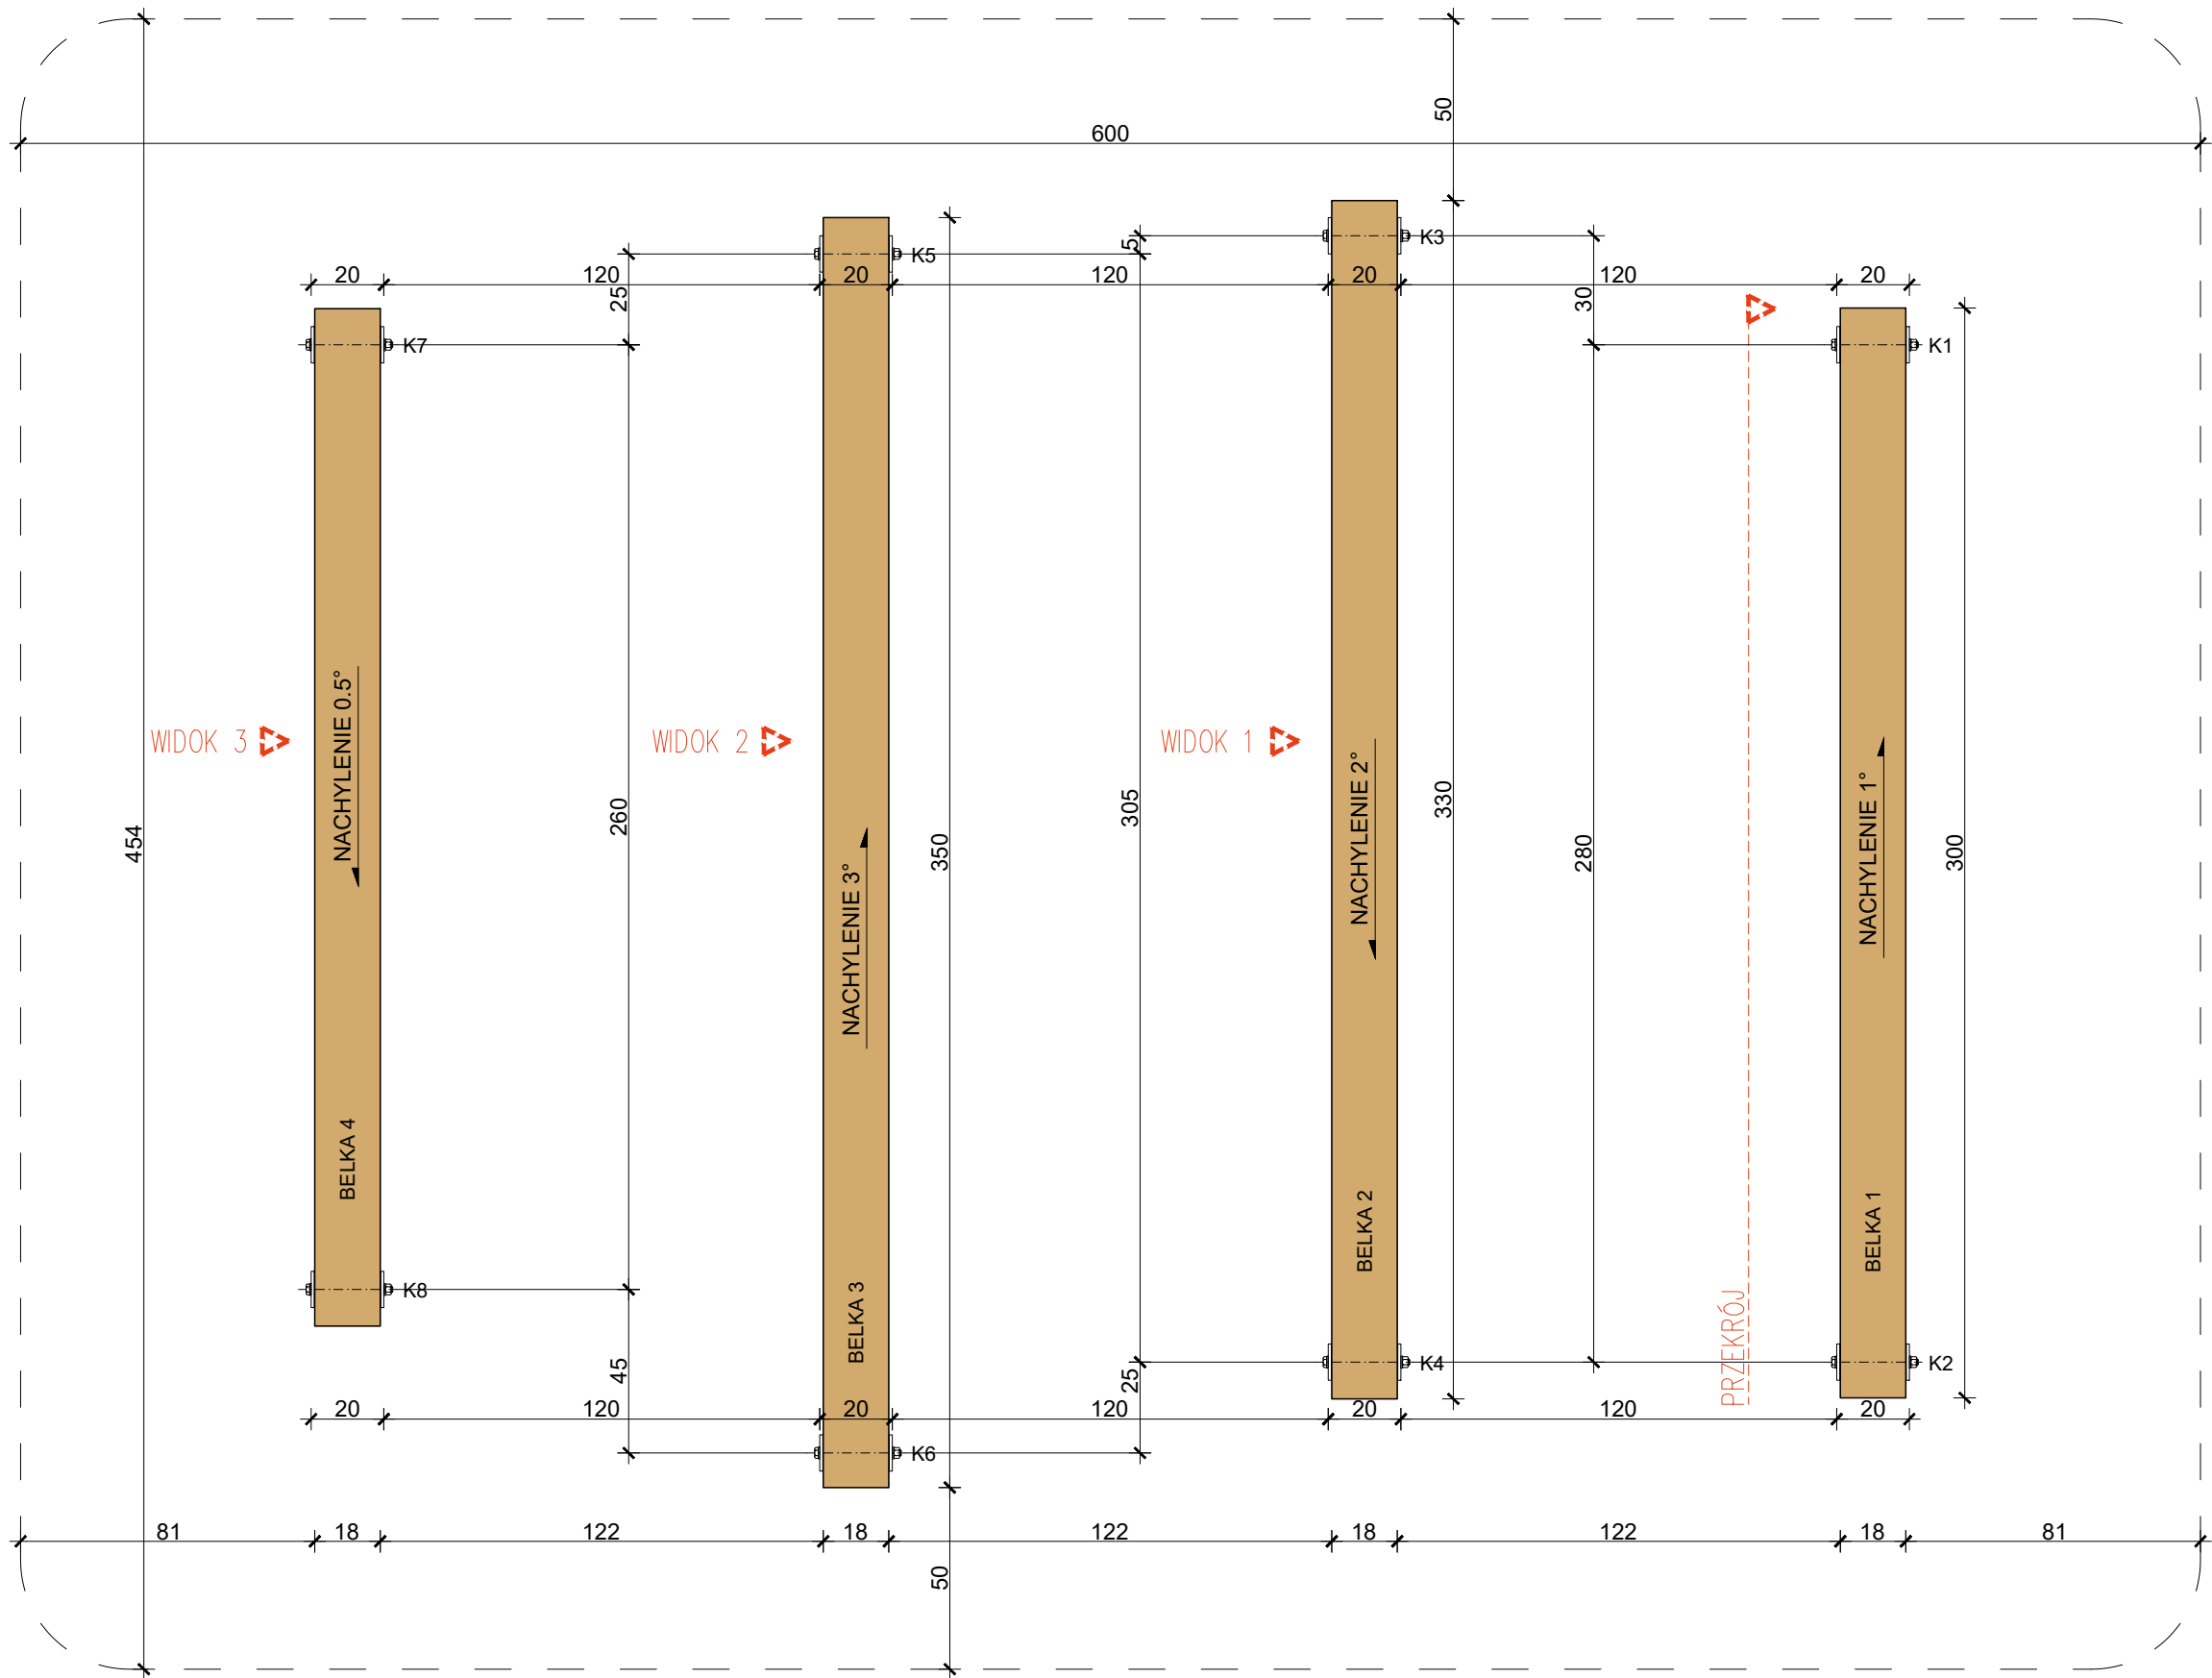 50
600
K3
5
K5
20
120
20
120
20
120
20
25
30
K7
K1
WIDOK 3
WIDOK 2
WIDOK 1
NACHYLENIE 0.5°
NACHYLENIE 3°
NACHYLENIE 2°
NACHYLENIE 1°
454
260
350
305
330
280
300
BELKA 4
BELKA 3
BELKA 2
BELKA 1
PRZEKRÓJ
K8
K4
K2
45
25
20
120
20
120
20
120
20
K6
81
18
122
18
122
18
122
18
81
50